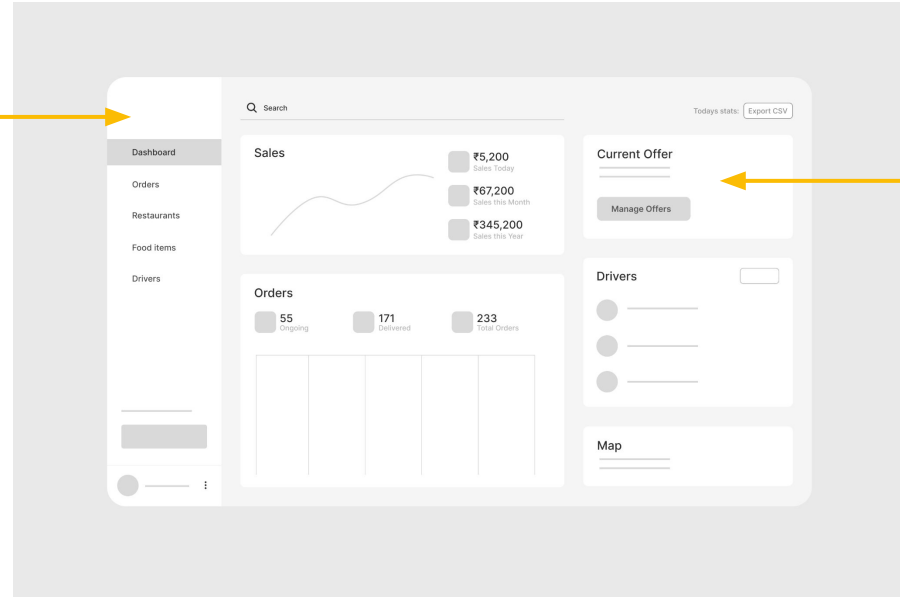 Search
Todays stats:
Export CSV
Dashboard
Orders
Restaurants
Food items
Drivers
Sales
₹5,200
Sales Today
₹67,200
Sales this Month
₹345,200
Sales this Year
Current Offer
Manage Offers
Orders
55
Ongoing
171
Delivered
233
Total Orders
Drivers
Map